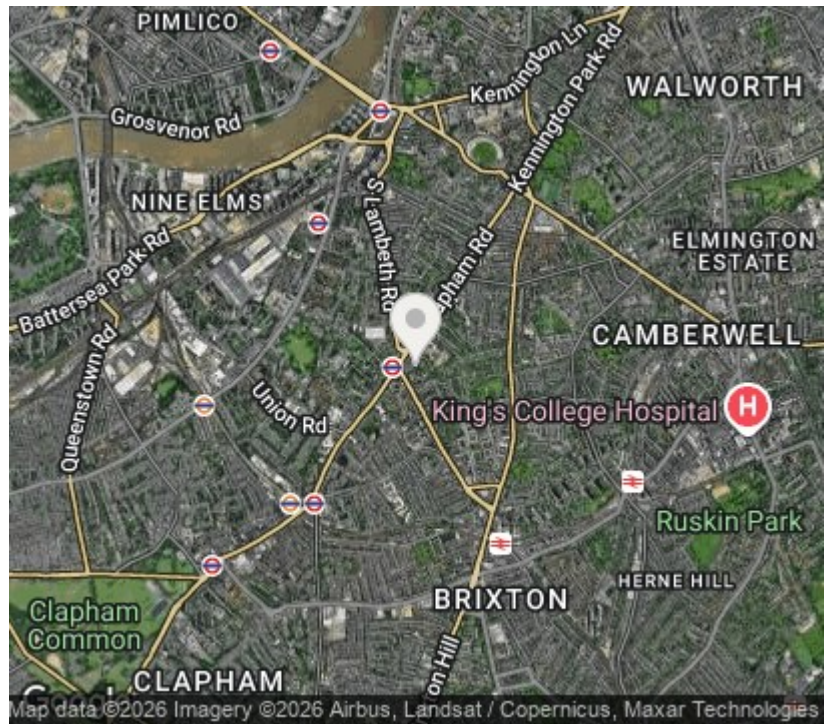 PIMLICO
Kennington Ln
Kennington Park Rd
WALWORTH
Grosvenor Rd
NINE ELMS
S Lambeth Rd
Battersea Park Rd
apham Rd
ELMINGTON
ESTATE
CAMBERWELL
Queenstown Rd
Union Rd
King's College Hospital
H
Ruskin Park
HERNE HILL
BRIXTON
Clapham
Common
CLAPHAM
ton Hill
Map data ©2026 Imagery ©2026 Airbus, Landsat / Copernicus, Maxar Technologies